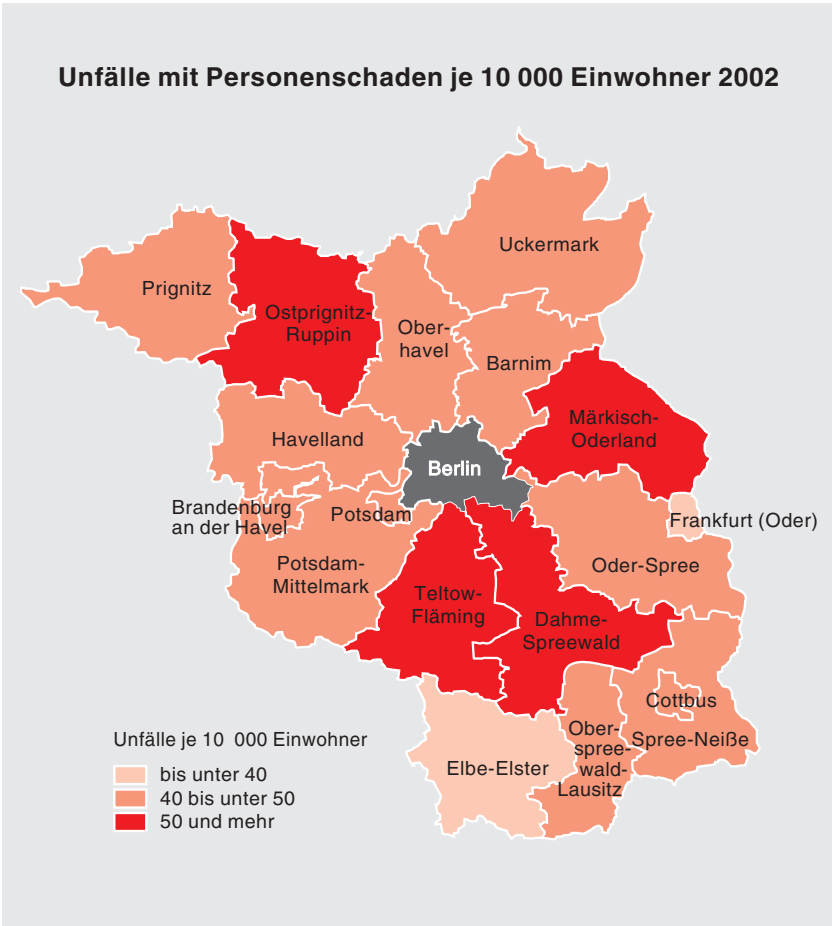 Unfälle mit Personenschaden je 10 000 Einwohner 2002
Uckermark
Prignitz
Ostprignitz-
Ruppin
Ober-
havel
Barnim
Märkisch-
Oderland
Havelland
Berlin
Brandenburg
an der Havel
Potsdam
Frankfurt (Oder)
Potsdam-
Mittelmark
Oder-Spree
Teltow-
Fläming
Dahme-
Spreewald
Cottbus
Spree-Neiße
Ober-
spree-
wald-
Lausitz
Elbe-Elster
Unfälle je 10 000 Einwohner
bis unter 40
40 bis unter 50
50 und mehr